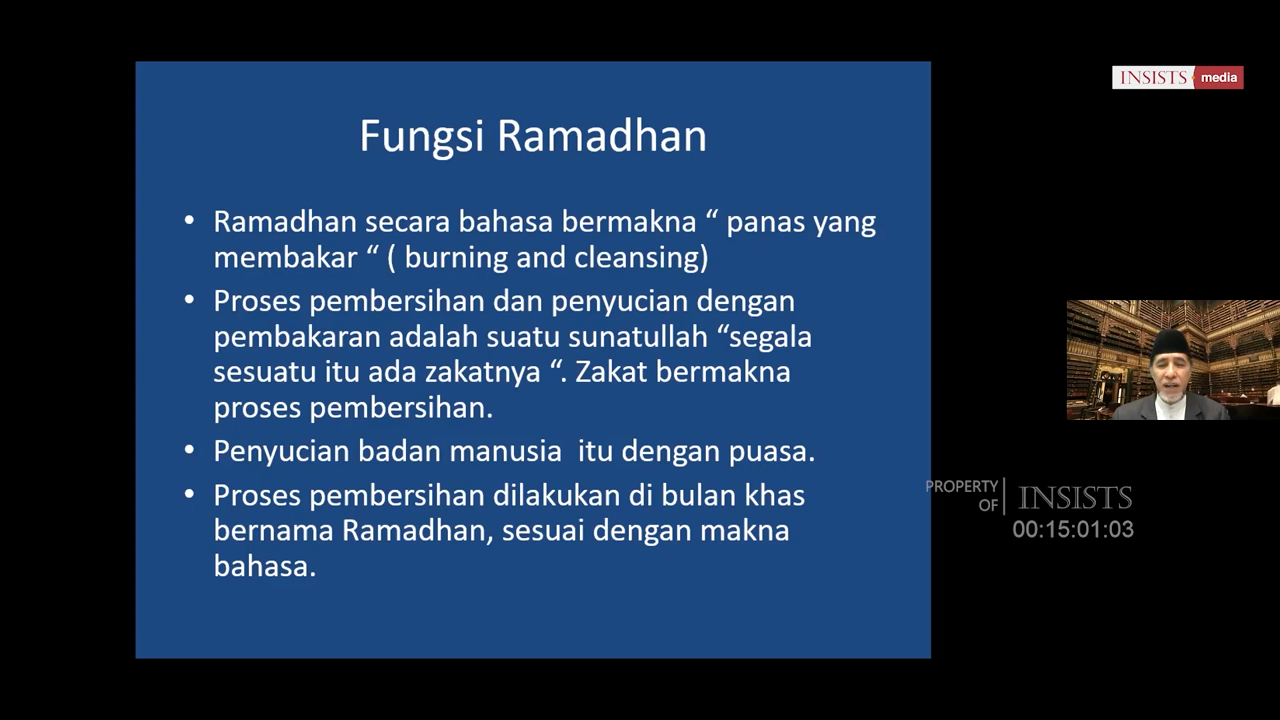 INSISTS media
Fungsi Ramadhan
• Ramadhan secara bahasa bermakna “ panas yang
membakar “ ( burning and cleansing)
• Proses pembersihan dan penyucian dengan
pembakaran adalah suatu sunatullah “segala
sesuatu itu ada zakatnya “. Zakat bermakna
proses pembersihan.
• Penyucian badan manusia  itu dengan puasa.
• Proses pembersihan dilakukan di bulan khas
bernama Ramadhan, sesuai dengan makna
bahasa.
PROPERTY
OF
INSISTS
00:15:01:03